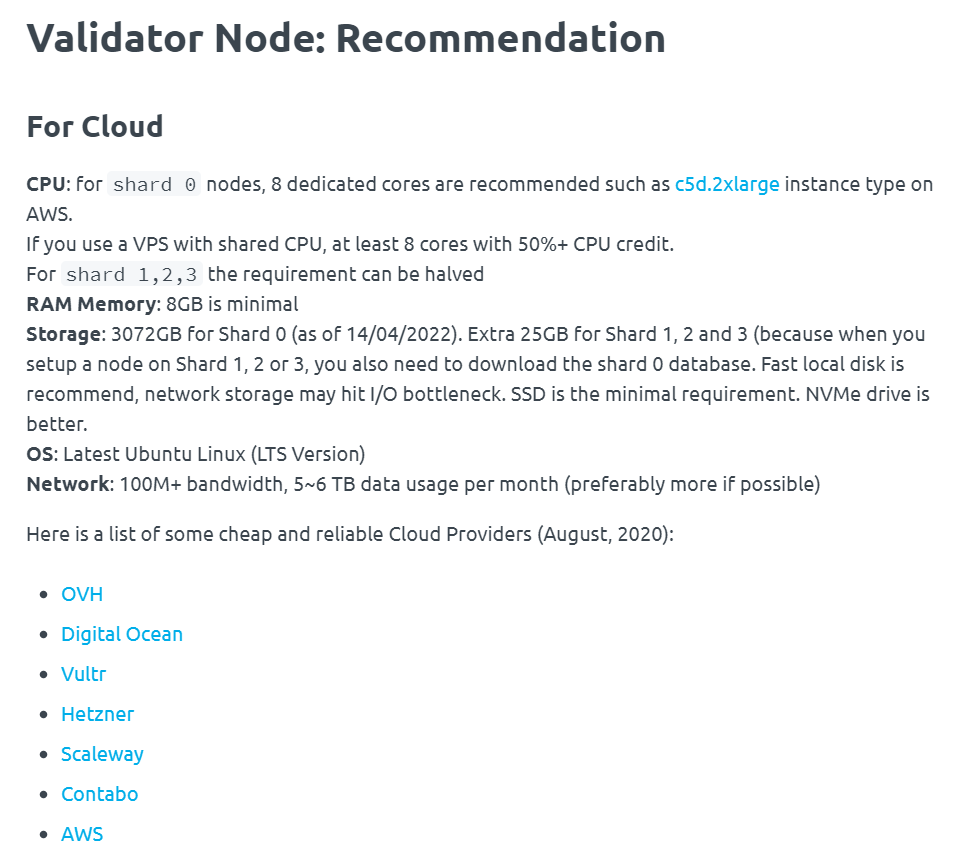 Validator Node: Recommendation
For Cloud
CPU: for shard 0 nodes, 8 dedicated cores are recommended such as c5d.2xlarge instance type on
AWS.
If you use a VPS with shared CPU, at least 8 cores with 50%+ CPU credit.
For shard 1,2,3 the requirement can be halved
RAM Memory: 8GB is minimal
Storage: 3072GB for Shard 0 (as of 14/04/2022). Extra 25GB for Shard 1, 2 and 3 (because when you
setup a node on Shard 1, 2 or 3, you also need to download the shard 0 database. Fast local disk is
recommend, network storage may hit I/O bottleneck. SSD is the minimal requirement. NVMe drive is
better.
OS: Latest Ubuntu Linux (LTS Version)
Network: 100M+ bandwidth, 5~6 TB data usage per month (preferably more if possible)
Here is a list of some cheap and reliable Cloud Providers (August, 2020):
• OVH
• Digital Ocean
• Vultr
• Hetzner
• Scaleway
• Contabo
• AWS